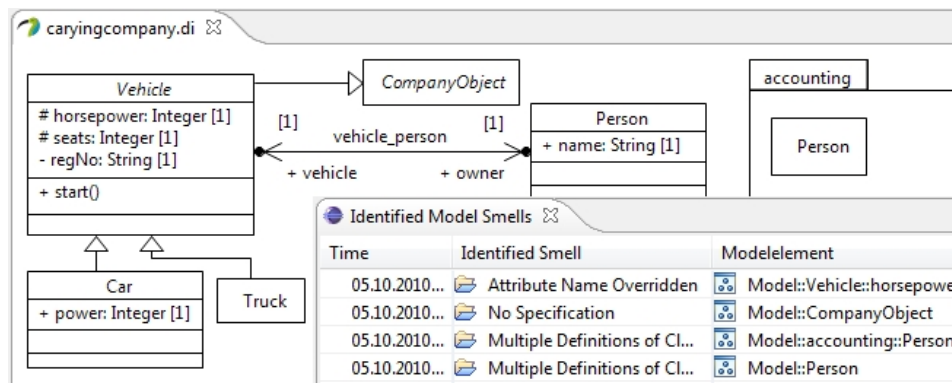 caryingcompany.di
Vehicle
# horsepower: Integer [1]
# seats: Integer [1]
- regNo: String [1]
+ start()
CompanyObject
[1]
vehicle_person
[1]
+ vehicle
+ owner
Person
+ name: String [1]
accounting
Person
Car
+ power: Integer [1]
Truck
Identified Model Smells
Time Identified Smell Modelelement
05.10.2010... Attribute Name Overridden Model::Vehicle::horsepowe
05.10.2010... No Specification Model::CompanyObject
05.10.2010... Multiple Definitions of Cl... Model::accounting::Person
05.10.2010... Multiple Definitions of Cl... Model::Person